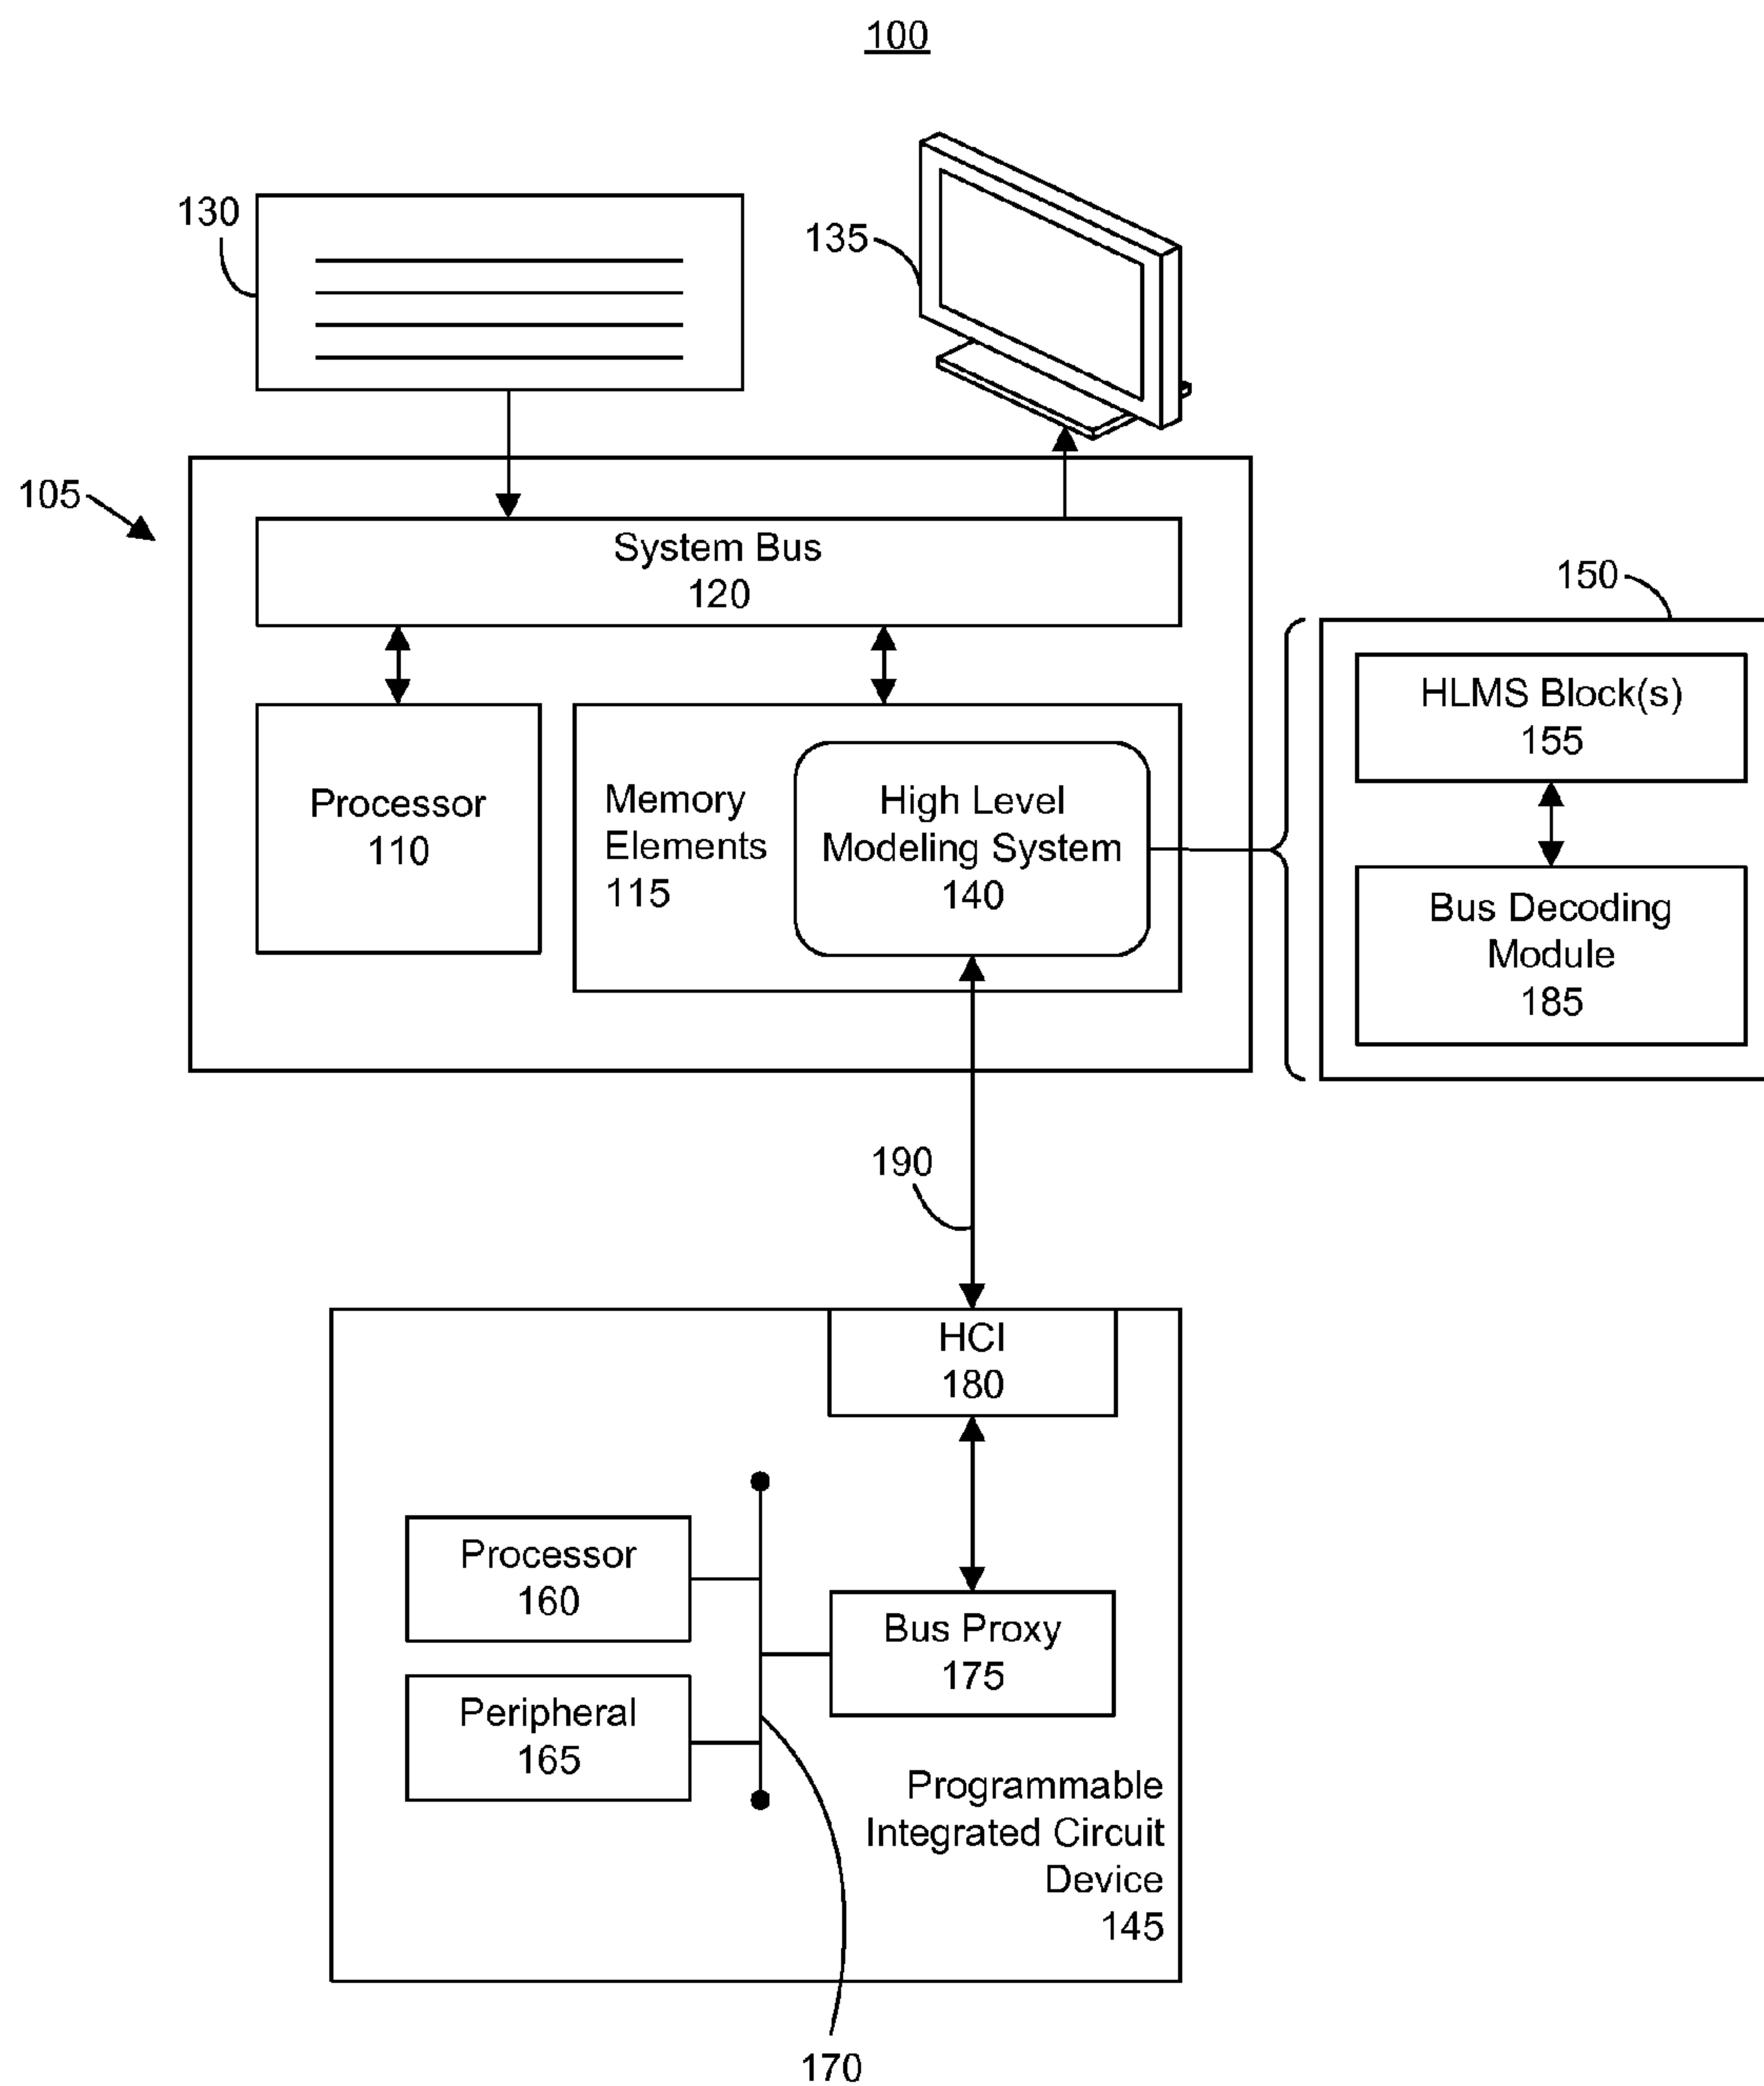 100
130
135
105
System Bus
120
150
HLMS Block(s)
155
Processor
110
Memory
Elements
115
High Level
Modeling System
140
Bus Decoding
Module
185
190
HCI
180
Processor
160
Bus Proxy
175
Peripheral
165
Programmable
Integrated Circuit
Device
145
170